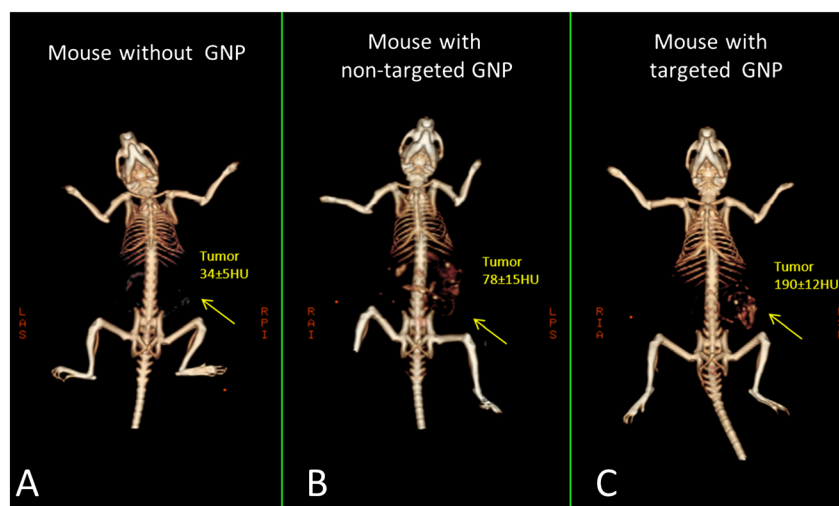 Mouse without GNP
Tumor
34±5HU
L
A
S
R
P
I
A
Mouse with
non-targeted GNP
Tumor
78±15HU
R
A
I
L
P
S
B
Mouse with
targeted GNP
Tumor
190±12HU
R
I
A
C